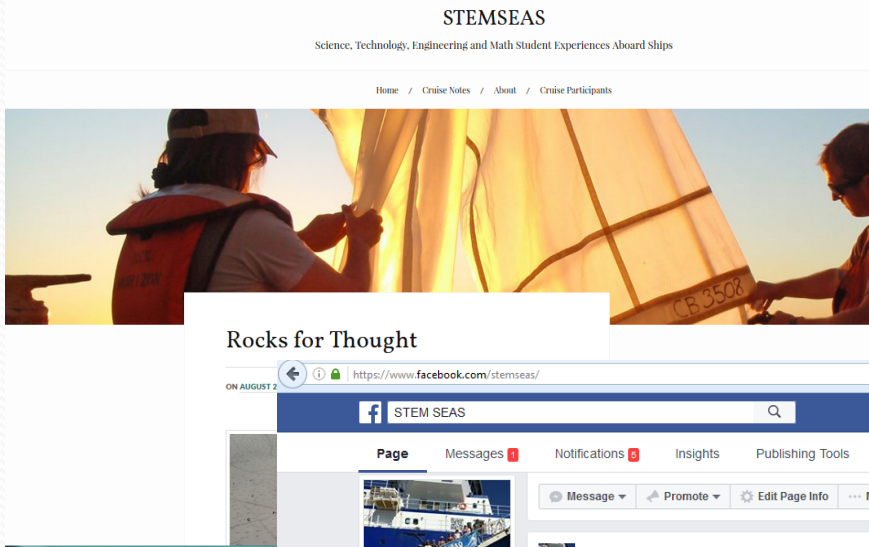 STEMSEAS
Science, Technology, Engineering and Math Student Experiences Aboard Ships
Home / Cruise Notes / About / Cruise Participants
CB 3508
Rocks for Thought
ON AUGUST 2
https://www.facebook.com/stemseas/
STEM SEAS
Page Messages 1 Notifications 5 Insights Publishing Tools
Message Promote Edit Page Info